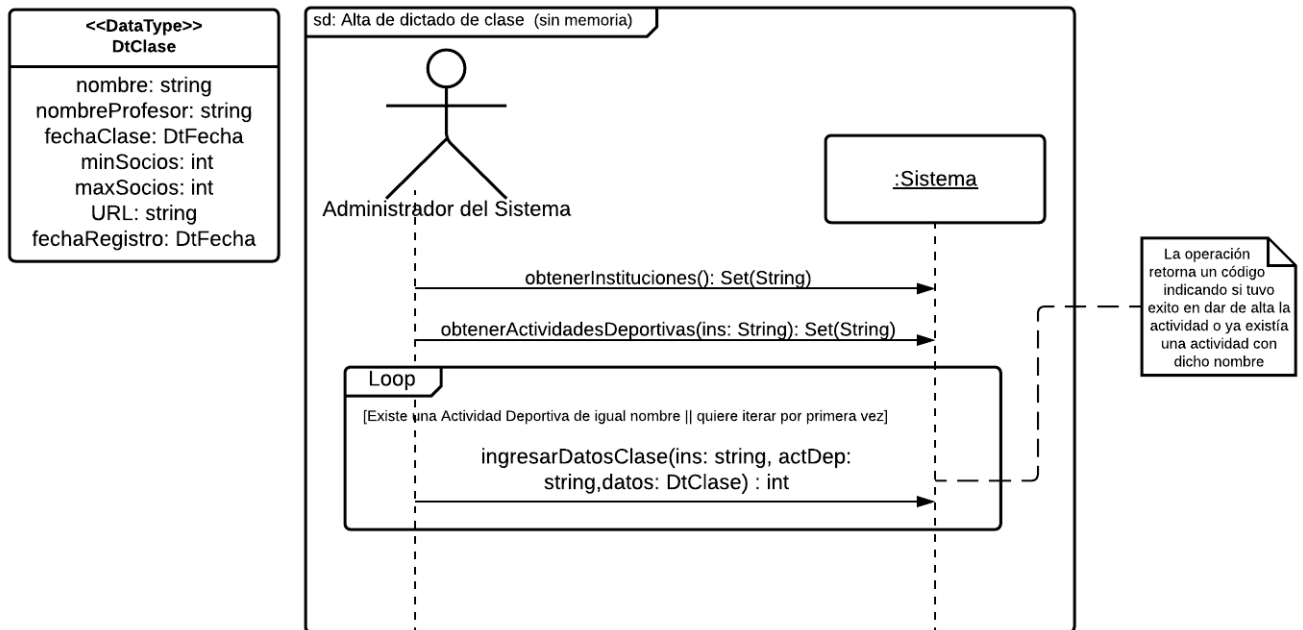 <<DataType>>
DtClase
nombre: string
nombreProfesor: string
fechaClase: DtFecha
minSocios: int
maxSocios: int
URL: string
fechaRegistro: DtFecha
sd: Alta de dictado de clase (sin memoria)
Administrador del Sistema
:Sistema
obtenerInstituciones(): Set(String)
obtenerActividadesDeportivas(ins: String): Set(String)
Loop
[Existe una Actividad Deportiva de igual nombre || quiere iterar por primera vez]
ingresarDatosClase(ins: string, actDep:
string,datos: DtClase) : int
La operación
retorna un código
indicando si tuvo
exito en dar de alta la
actividad o ya existía
una actividad con
dicho nombre